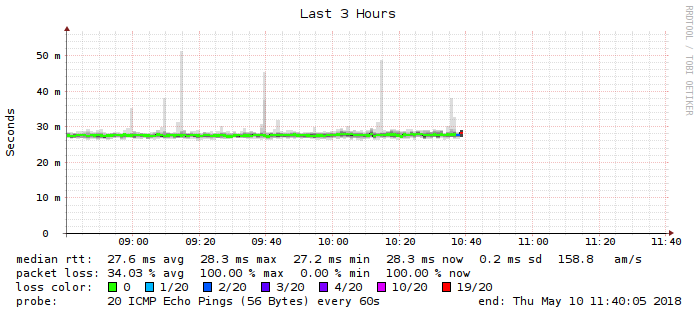 Last 3 Hours
RRDTOOL / TOBI OETIKER
Seconds
50 m
40 m
30 m
20 m
10 m
0
09:00 09:20 09:40 10:00 10:20 10:40 11:00 11:20 11:40
median rtt: 27.6 ms avg 28.3 ms max 27.2 ms min 28.3 ms now 0.2 ms sd 158.8 am/s
packet loss: 34.03 % avg 100.00 % max 0.00 % min 100.00 % now
loss color: 0 1/20 2/20 3/20 4/20 10/20 19/20
probe: 20 ICMP Echo Pings (56 Bytes) every 60s end: Thu May 10 11:40:05 2018